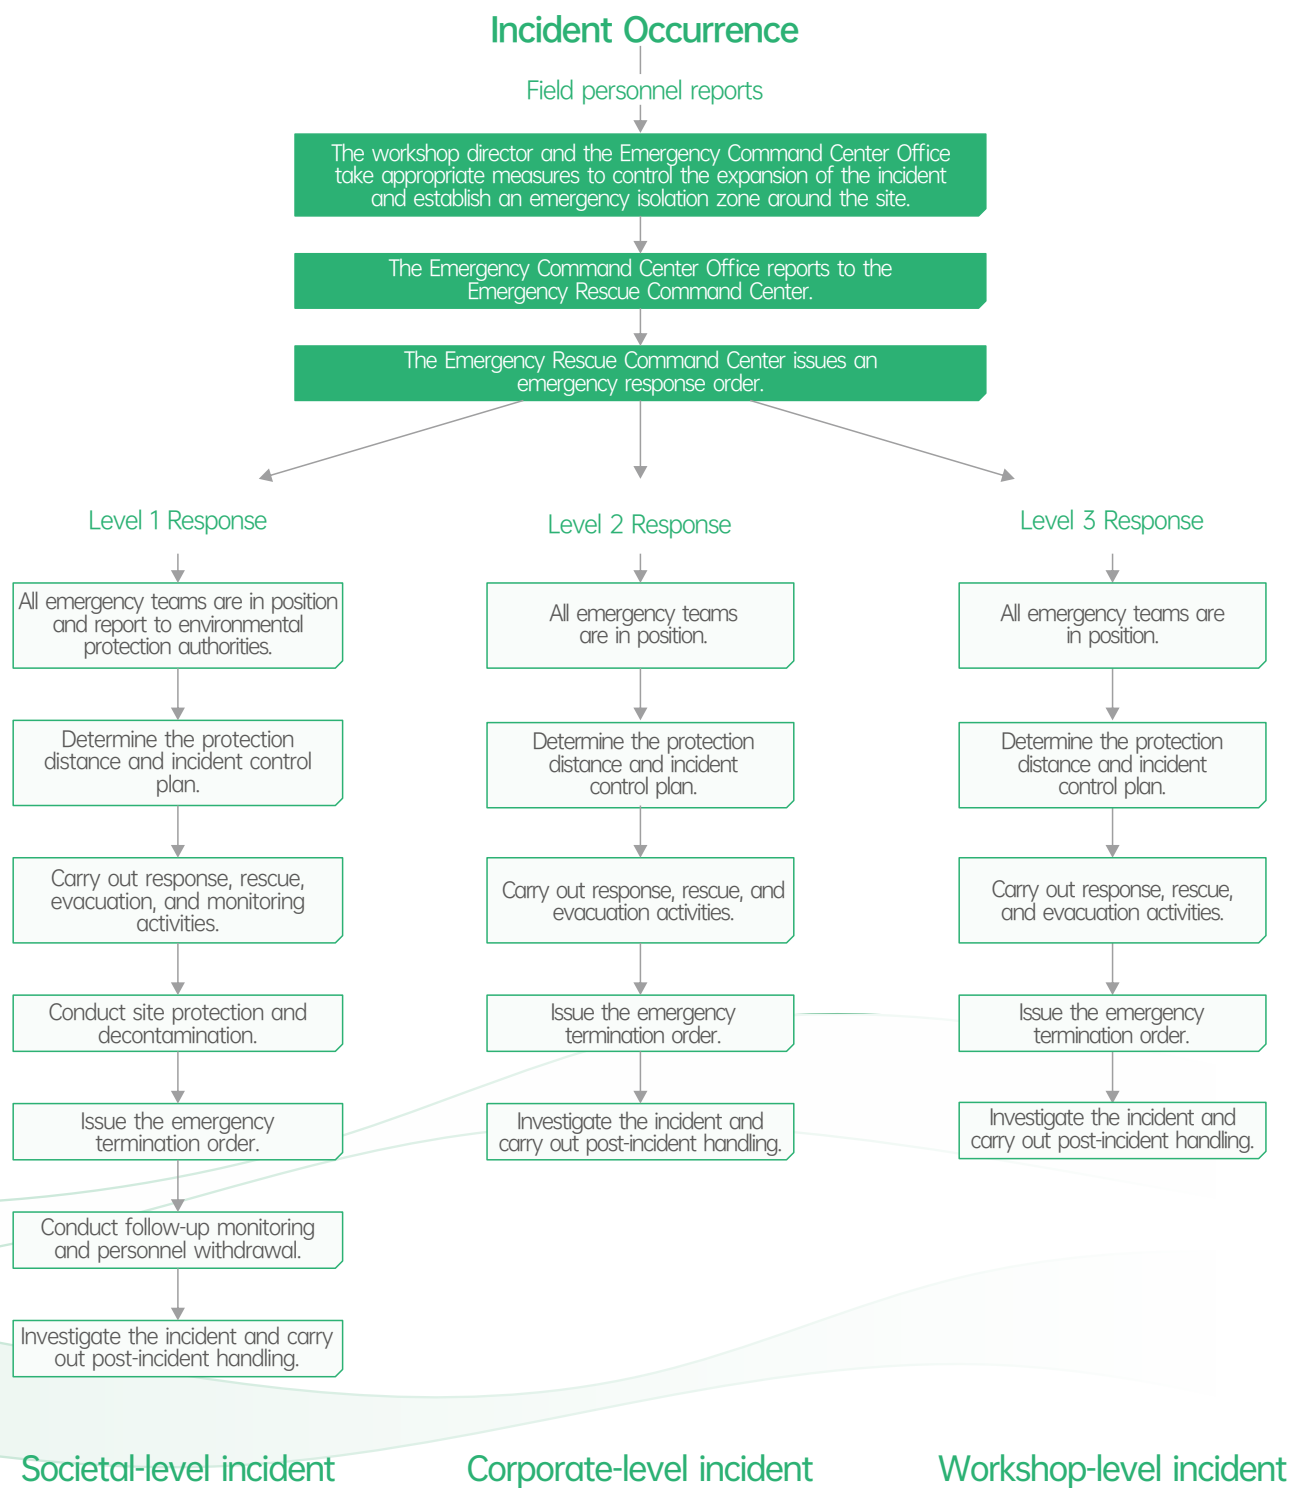 Incident Occurrence
Field personnel reports
The workshop director and the Emergency Command Center Office
take appropriate measures to control the expansion of the incident
and establish an emergency isolation zone around the site.
The Emergency Command Center Office reports to the
Emergency Rescue Command Center.
The Emergency Rescue Command Center issues an
emergency response order.
Level 1 Response
All emergency teams are in position
and report to environmental
protection authorities.
Determine the protection
distance and incident control
plan.
Carry out response, rescue,
evacuation, and monitoring
activities.
Conduct site protection and
decontamination.
Issue the emergency
termination order.
Conduct follow-up monitoring
and personnel withdrawal.
Investigate the incident and carry
out post-incident handling.
Societal-level incident
Level 2 Response
All emergency teams
are in position.
Determine the protection
distance and incident
control plan.
Carry out response, rescue, and
evacuation activities.
Issue the emergency
termination order.
Investigate the incident and
carry out post-incident handling.
Corporate-level incident
Level 3 Response
All emergency teams are
in position.
Determine the protection
distance and incident
control plan.
Carry out response, rescue,
and evacuation activities.
Issue the emergency
termination order.
Investigate the incident and
carry out post-incident handling.
Workshop-level incident